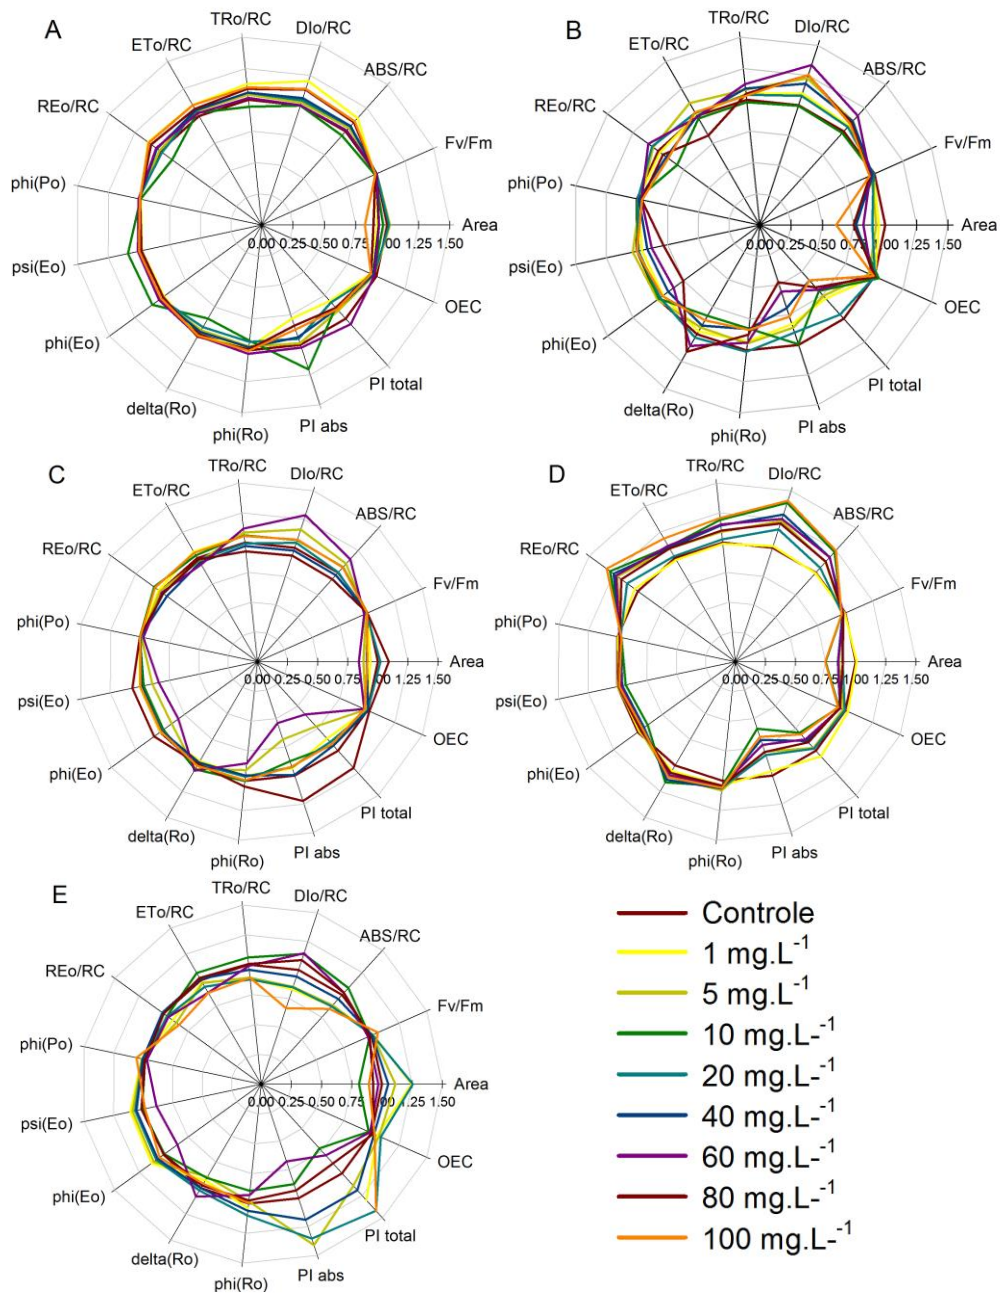 A
TRo/RC
DIo/RC
ETo/RC
ABS/RC
REo/RC
Fv/Fm
phi(Po)
Area
0.00 0.25 0.50 0.75 1.00 1.25 1.50
psi(Eo)
OEC
phi(Eo)
PI total
delta(Ro)
PI abs
phi(Ro)
B
TRo/RC
DIo/RC
ETo/RC
ABS/RC
REo/RC
Fv/Fm
phi(Po)
Area
0.00 0.25 0.50 0.75 1.00 1.25 1.50
psi(Eo)
OEC
phi(Eo)
PI total
delta(Ro)
PI abs
phi(Ro)
C
TRo/RC
DIo/RC
ETo/RC
ABS/RC
REo/RC
Fv/Fm
phi(Po)
Area
0.00 0.25 0.50 0.75 1.00 1.25 1.50
psi(Eo)
OEC
phi(Eo)
PI total
delta(Ro)
PI abs
phi(Ro)
D
TRo/RC
DIo/RC
ETo/RC
ABS/RC
REo/RC
Fv/Fm
phi(Po)
Area
0.00 0.25 0.50 0.75 1.00 1.25 1.50
psi(Eo)
OEC
phi(Eo)
PI total
delta(Ro)
PI abs
phi(Ro)
E
TRo/RC
DIo/RC
ETo/RC
ABS/RC
REo/RC
Fv/Fm
phi(Po)
Area
0.00 0.25 0.50 0.75 1.00 1.25 1.50
psi(Eo)
OEC
phi(Eo)
PI total
delta(Ro)
PI abs
phi(Ro)
Controle
1 mg.L⁻¹
5 mg.L⁻¹
10 mg.L-⁻¹
20 mg.L-⁻¹
40 mg.L-⁻¹
60 mg.L-⁻¹
80 mg.L-⁻¹
100 mg.L-⁻¹